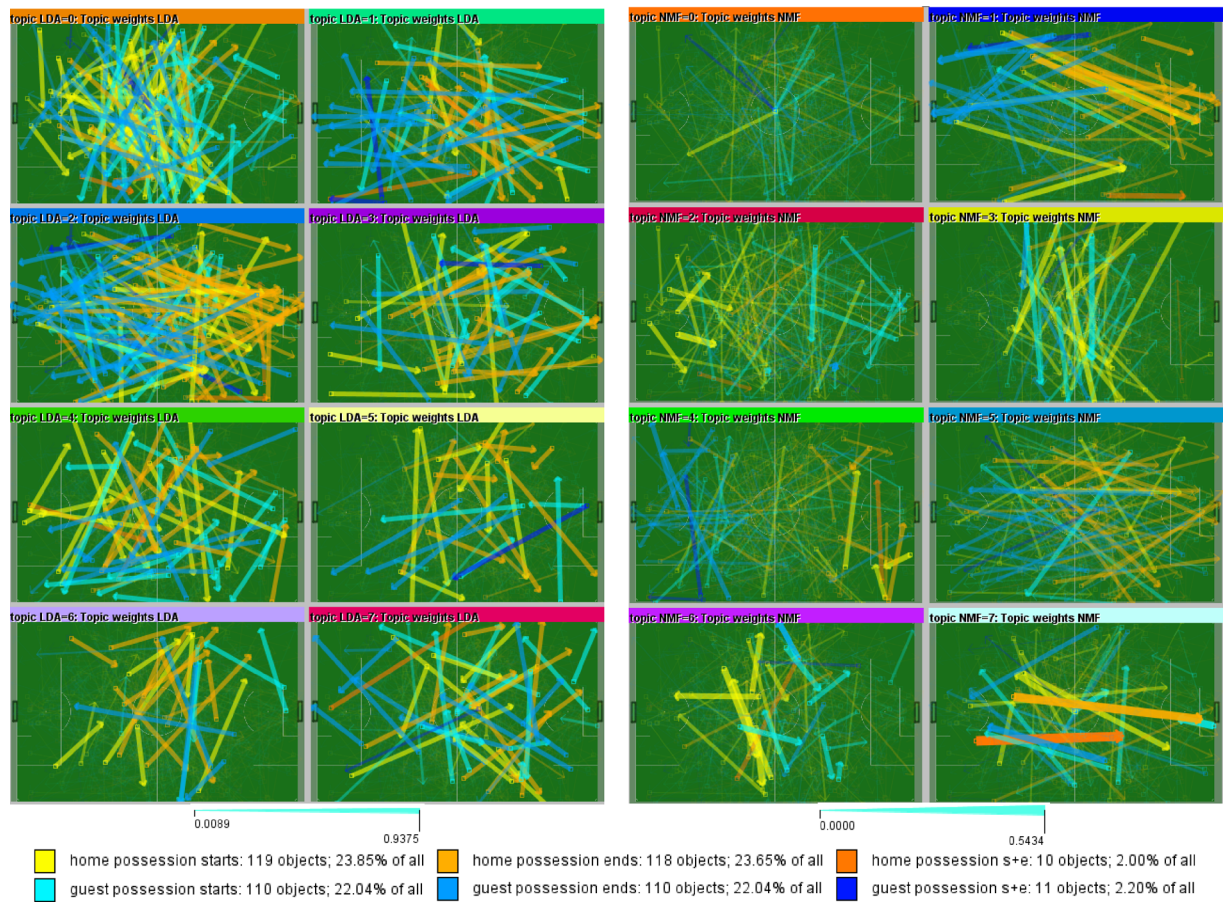 topic LDA=0: Topic weights LDA
topic LDA=1: Topic weights LDA
topic NMF=0: Topic weights NMF
topic NMF=1: Topic weights NMF
topic LDA=2: Topic weights LDA
topic LDA=3: Topic weights LDA
topic NMF=2: Topic weights NMF
topic NMF=3: Topic weights NMF
topic LDA=4: Topic weights LDA
topic LDA=5: Topic weights LDA
topic NMF=4: Topic weights NMF
topic NMF=5: Topic weights NMF
topic LDA=6: Topic weights LDA
topic LDA=7: Topic weights LDA
topic NMF=6: Topic weights NMF
topic NMF=7: Topic weights NMF
0.0089
0.9375
0.0000
0.5434
home possession starts: 119 objects; 23.85% of all
home possession ends: 118 objects; 23.65% of all
home possession s+e: 10 objects; 2.00% of all
guest possession starts: 110 objects; 22.04% of all
guest possession ends: 110 objects; 22.04% of all
guest possession s+e: 11 objects; 2.20% of all